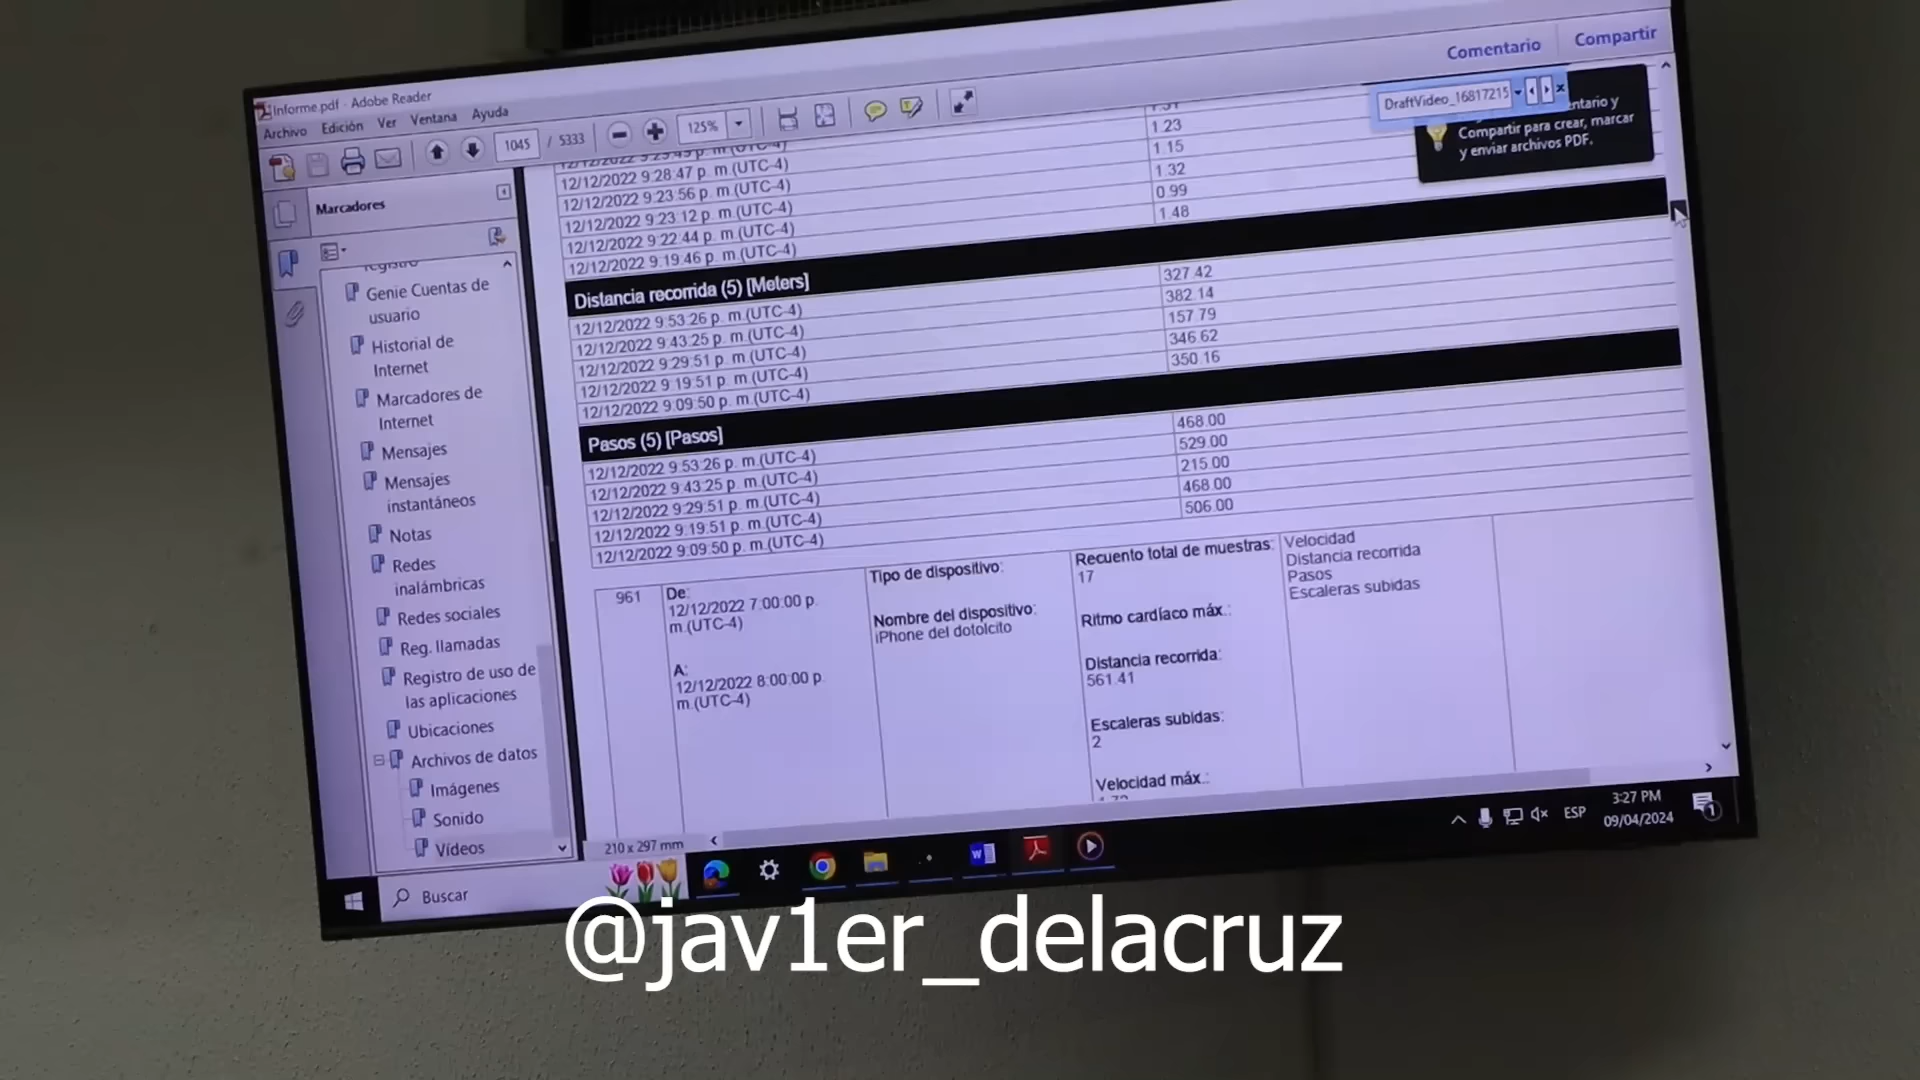 Informe.pdf - Adobe Reader
Archivo Edición Ver Ventana Ayuda
1045 / 5333 125%
Comentario Compartir
DraftVideo_16817215
entario y
Compartir para crear, marcar
y enviar archivos PDF.
Marcadores
registro
Genie Cuentas de
usuario
Historial de
Internet
Marcadores de
Internet
Mensajes
Mensajes
instantáneos
Notas
Redes
inalámbricas
Redes sociales
Reg. llamadas
Registro de uso de
las aplicaciones
Ubicaciones
Archivos de datos
Imágenes
Sonido
Vídeos
1.23
12/12/2022 9:28:47 p. m.(UTC-4) 1.15
12/12/2022 9:23:56 p. m.(UTC-4) 1.32
12/12/2022 9:23:12 p. m.(UTC-4) 0.99
12/12/2022 9:22:44 p. m.(UTC-4) 1.48
12/12/2022 9:19:46 p. m.(UTC-4)
Distancia recorrida (5) [Meters]
12/12/2022 9:53:26 p. m.(UTC-4) 327.42
12/12/2022 9:43:25 p. m.(UTC-4) 382.14
12/12/2022 9:29:51 p. m.(UTC-4) 157.79
12/12/2022 9:19:51 p. m.(UTC-4) 346.62
12/12/2022 9:09:50 p. m.(UTC-4) 350.16
Pasos (5) [Pasos]
12/12/2022 9:53:26 p. m.(UTC-4) 468.00
12/12/2022 9:43:25 p. m.(UTC-4) 529.00
12/12/2022 9:29:51 p. m.(UTC-4) 215.00
12/12/2022 9:19:51 p. m.(UTC-4) 468.00
12/12/2022 9:09:50 p. m.(UTC-4) 506.00
961
De:
12/12/2022 7:00:00 p.
m.(UTC-4)
A:
12/12/2022 8:00:00 p.
m.(UTC-4)
Tipo de dispositivo:
Nombre del dispositivo:
iPhone del dotolcito
Recuento total de muestras:
17
Ritmo cardíaco máx.:
Distancia recorrida:
561.41
Escaleras subidas:
2
Velocidad máx.:
Velocidad
Distancia recorrida
Pasos
Escaleras subidas
210 x 297 mm
Buscar
ESP
3:27 PM
09/04/2024
1
@jav1er_delacruz